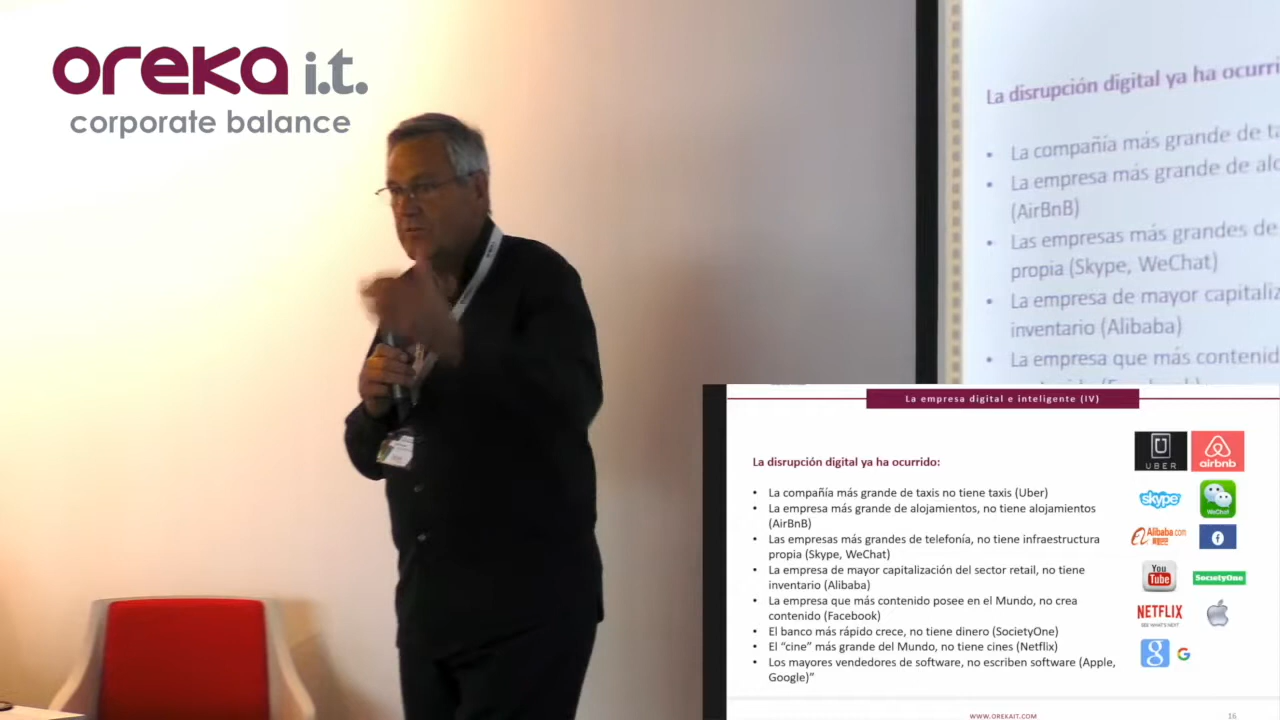 oreka i.t.
corporate balance
La disrupción digital ya ha ocurri
• La compañía más grande de ta
• La empresa más grande de alo
(AirBnB)
• Las empresas más grandes de
propia (Skype, WeChat)
• La empresa de mayor capitaliz
inventario (Alibaba)
• La empresa que más contenid
La empresa digital e inteligente (IV)
La disrupción digital ya ha ocurrido:
• La compañía más grande de taxis no tiene taxis (Uber)
• La empresa más grande de alojamientos, no tiene alojamientos
(AirBnB)
• Las empresas más grandes de telefonía, no tiene infraestructura
propia (Skype, WeChat)
• La empresa de mayor capitalización del sector retail, no tiene
inventario (Alibaba)
• La empresa que más contenido posee en el Mundo, no crea
contenido (Facebook)
• El banco más rápido crece, no tiene dinero (SocietyOne)
• El “cine” más grande del Mundo, no tiene cines (Netflix)
• Los mayores vendedores de software, no escriben software (Apple,
Google)”
UBER
airbnb
skype
WeChat
Alibaba.com
f
You
Tube
SocietyOne
NETFLIX
SEE WHAT'S NEXT
g
G
WWW.OREKAIT.COM
16